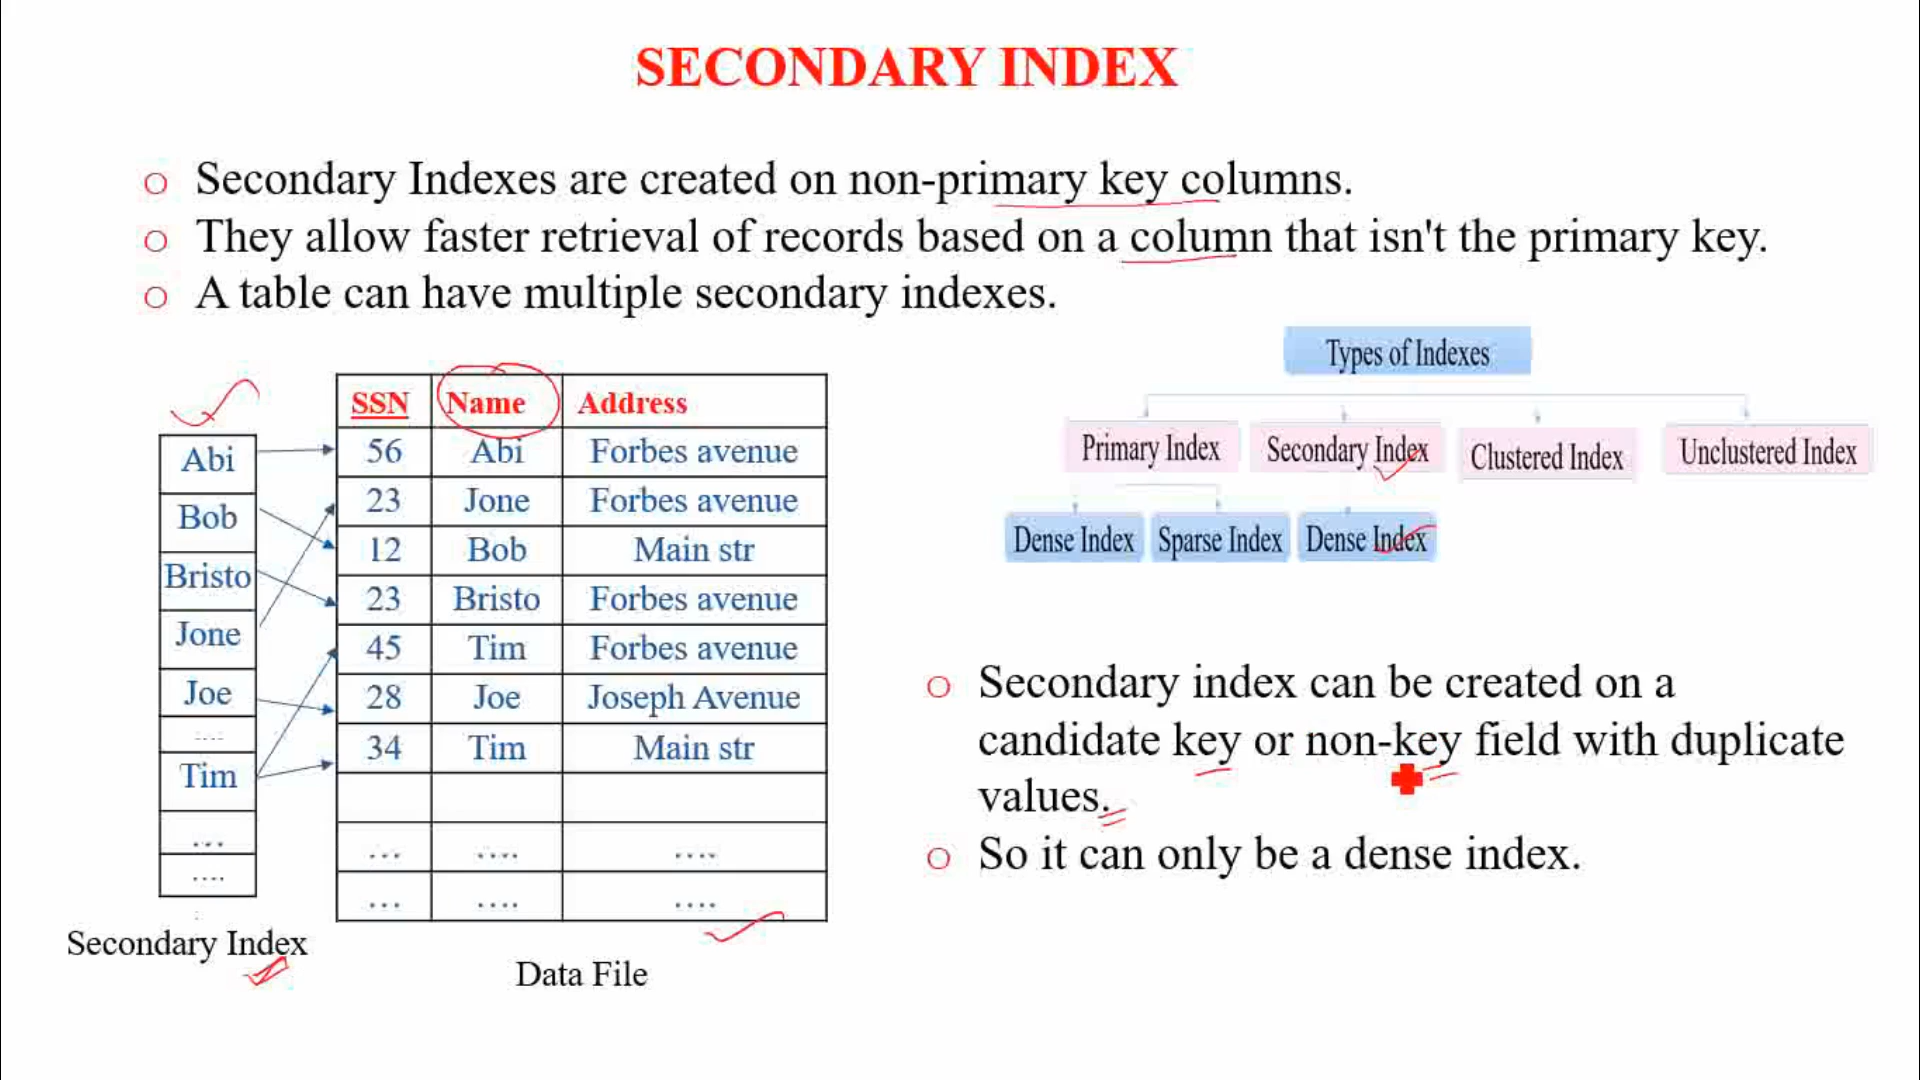 SECONDARY INDEX
o Secondary Indexes are created on non-primary key columns.
o They allow faster retrieval of records based on a column that isn't the primary key.
o A table can have multiple secondary indexes.
Abi
Bob
Bristo
Jone
Joe
....
Tim
...
....
Secondary Index
SSN Name Address
56 Abi Forbes avenue
23 Jone Forbes avenue
12 Bob Main str
23 Bristo Forbes avenue
45 Tim Forbes avenue
28 Joe Joseph Avenue
34 Tim Main str
... .... ....
... .... ....
Data File
Types of Indexes
Primary Index Secondary Index Clustered Index Unclustered Index
Dense Index Sparse Index Dense Index
o Secondary index can be created on a
candidate key or non-key field with duplicate
values.
o So it can only be a dense index.